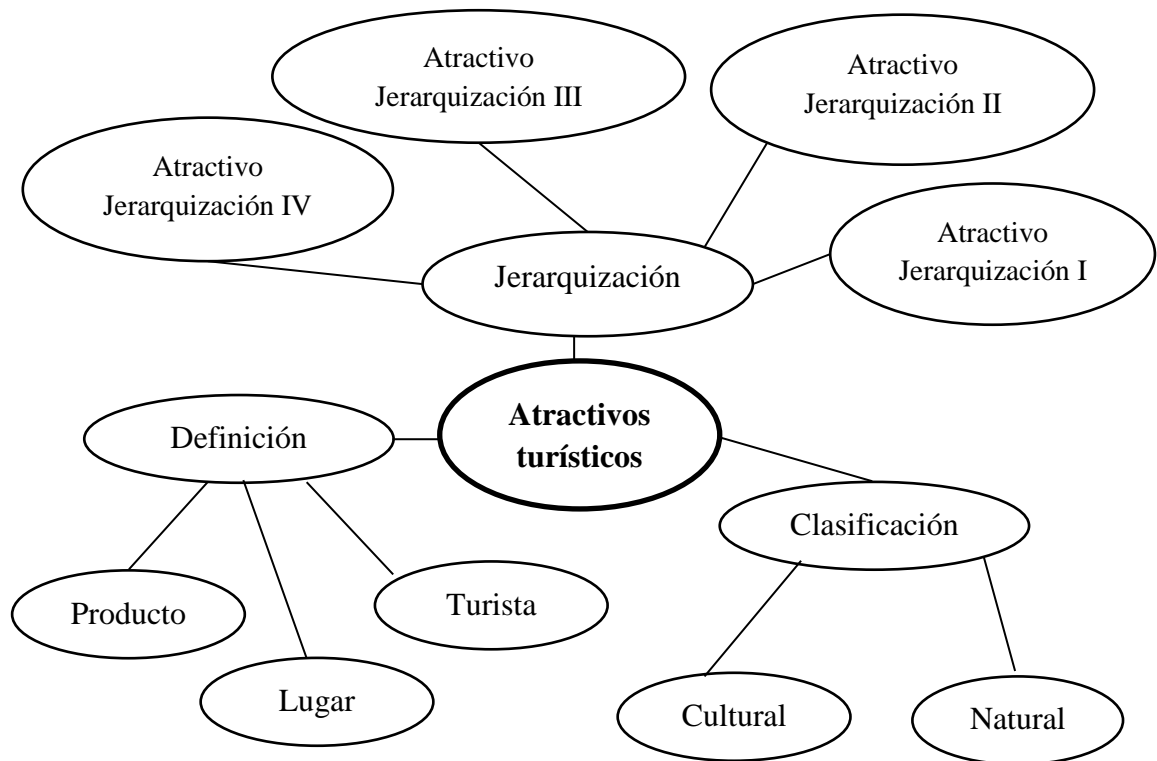 Atractivo
Jerarquización III
Atractivo
Jerarquización II
Atractivo
Jerarquización IV
Atractivo
Jerarquización I
Jerarquización
Atractivos
turísticos
Definición
Clasificación
Producto
Turista
Lugar
Cultural
Natural